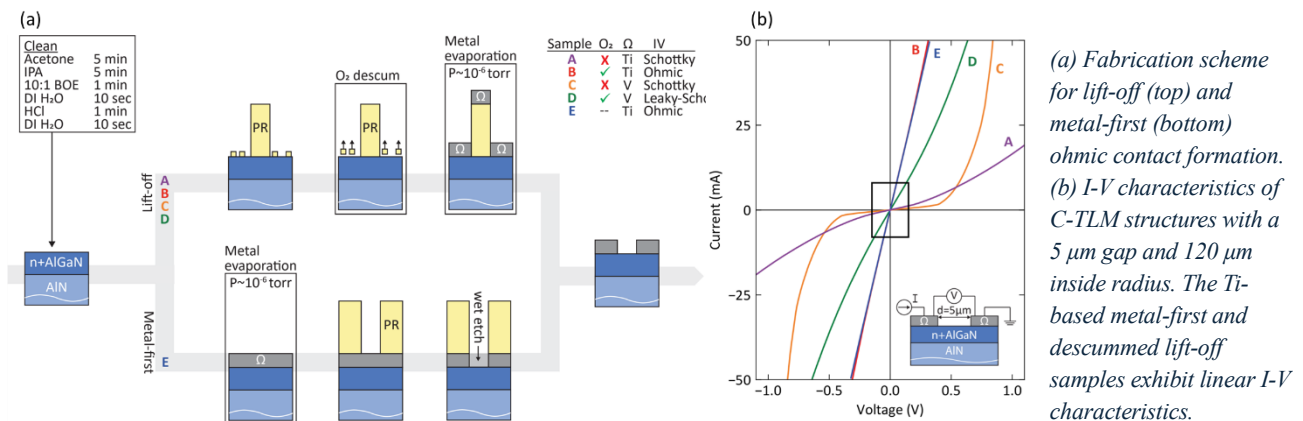 (a)
Clean
Acetone 5 min
IPA 5 min
10:1 BOE 1 min
DI H₂O 10 sec
HCl 1 min
DI H₂O 10 sec
PR
O₂ descum
PR
Metal
evaporation
P~10⁻⁶ torr
Ω
Ω Ω
Sample O₂ Ω IV
A X Ti Schottky
B ✓ Ti Ohmic
C X V Schottky
D ✓ V Leaky-Scho
E -- Ti Ohmic
Lift-off
A
B
C
D
n+AlGaN
AlN
Metal-first
E
Metal
evaporation
P~10⁻⁶ torr
Ω
PR
wet etch
(b)
Current (mA)
50
25
0
−25
−50
−1.0 −0.5 0.0 0.5 1.0
Voltage (V)
B
E
D
C
A
I
V
d=5μm
Ω Ω
n+AlGaN
AlN
(a) Fabrication scheme
for lift-off (top) and
metal-first (bottom)
ohmic contact formation.
(b) I-V characteristics of
C-TLM structures with a
5 μm gap and 120 μm
inside radius. The Ti-
based metal-first and
descummed lift-off
samples exhibit linear I-V
characteristics.